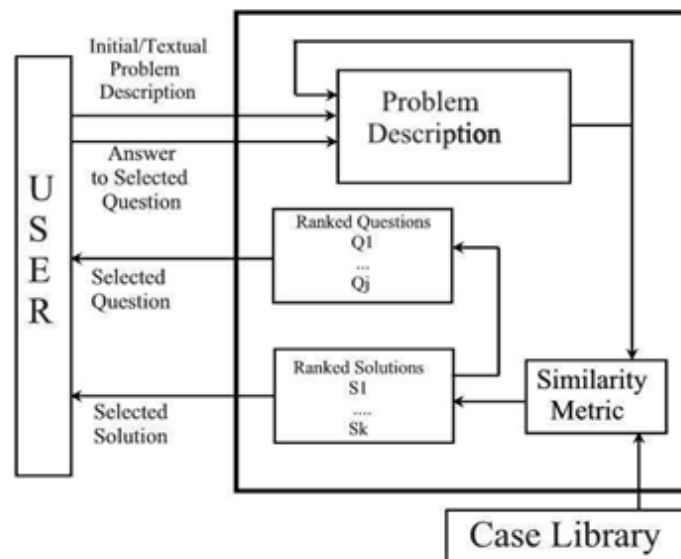 Initial/Textual
Problem
Description
Answer
to Selected
Question
USER
Selected
Question
Selected
Solution
Problem
Description
Ranked Questions
Q1
...
Qj
Ranked Solutions
S1
....
Sk
Similarity
Metric
Case Library